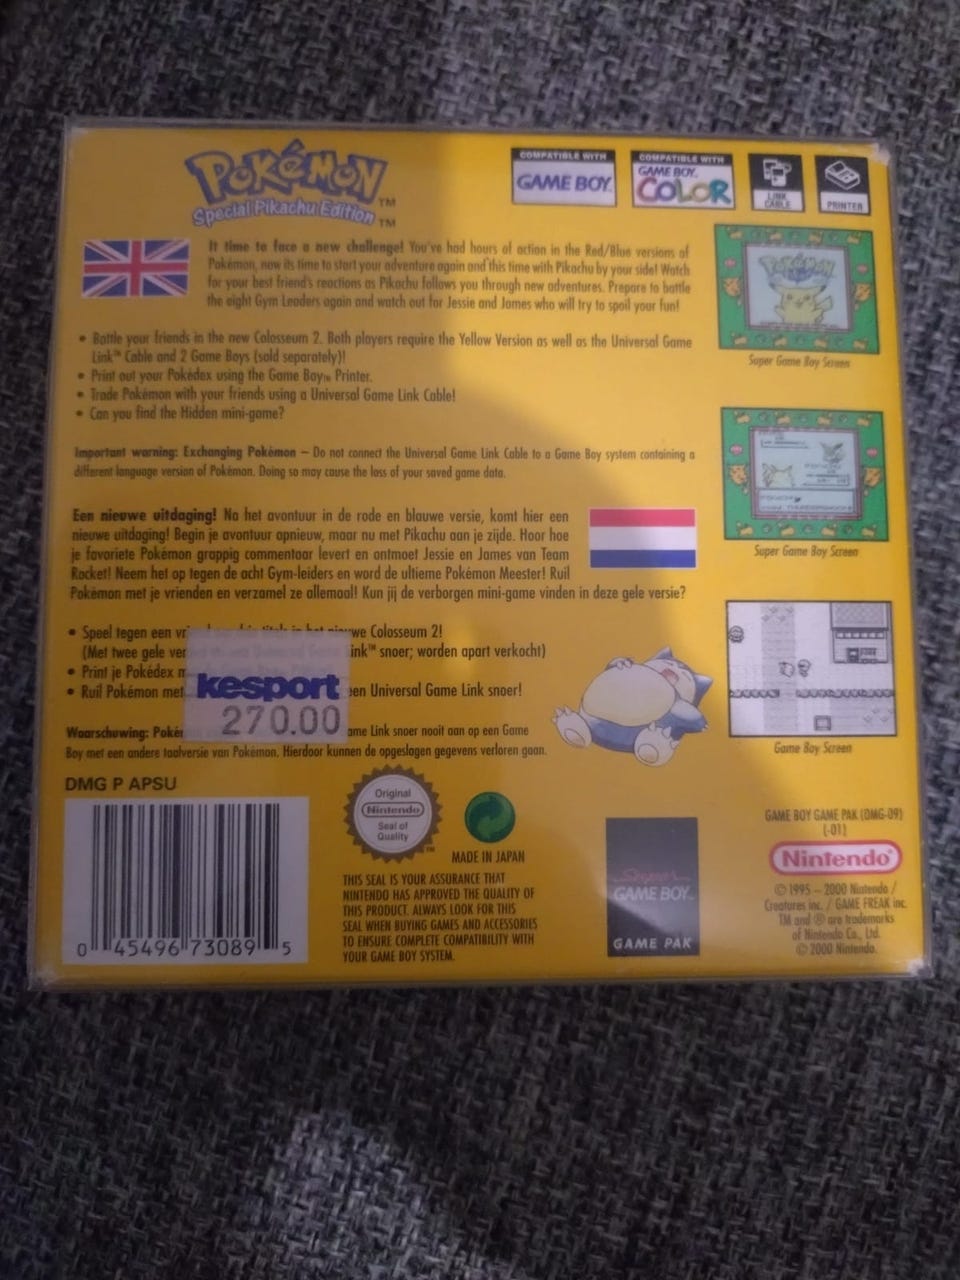 POKéMON™
Special Pikachu Edition™
COMPATIBLE WITH
GAME BOY
COMPATIBLE WITH
GAME BOY
COLOR
LINK
CABLE
PRINTER
It time to face a new challenge! You've had hours of action in the Red/Blue versions of
Pokémon, now its time to start your adventure again and this time with Pikachu by your side! Watch
for your best friend's reactions as Pikachu follows you through new adventures. Prepare to battle
the eight Gym Leaders again and watch out for Jessie and James who will try to spoil your fun!
• Battle your friends in the new Colosseum 2. Both players require the Yellow Version as well as the Universal Game
Link™ Cable and 2 Game Boys (sold separately)!
• Print out your Pokédex using the Game Boy™ Printer.
• Trade Pokémon with your friends using a Universal Game Link Cable!
• Can you find the Hidden mini-game?
Important warning: Exchanging Pokémon – Do not connect the Universal Game Link Cable to a Game Boy system containing a
different language version of Pokémon. Doing so may cause the loss of your saved game data.
Een nieuwe uitdaging! Na het avontuur in de rode en blauwe versie, komt hier een
nieuwe uitdaging! Begin je avontuur opnieuw, maar nu met Pikachu aan je zijde. Hoor hoe
je favoriete Pokémon grappig commentaar levert en ontmoet Jessie en James van Team
Rocket! Neem het op tegen de acht Gym-leiders en word de ultieme Pokémon Meester! Ruil
Pokémon met je vrienden en verzamel ze allemaal! Kun jij de verborgen mini-game vinden in deze gele versie?
• Speel tegen een in het nieuwe Colosseum 2!
(Met twee gele Link™ snoer; worden apart verkocht)
• Print je Pokédex
• Ruil Pokémon met een Universal Game Link snoer!
Waarschuwing: Game Link snoer nooit aan op een Game
Boy met een andere taalversie van Pokémon. Hierdoor kunnen de opgeslagen gegevens verloren gaan.
kesport
270.00
Super Game Boy Screen
Super Game Boy Screen
Game Boy Screen
DMG P APSU
0 45496 73089 5
Original
Nintendo
Seal of
Quality
™
MADE IN JAPAN
THIS SEAL IS YOUR ASSURANCE THAT
NINTENDO HAS APPROVED THE QUALITY OF
THIS PRODUCT. ALWAYS LOOK FOR THIS
SEAL WHEN BUYING GAMES AND ACCESSORIES
TO ENSURE COMPLETE COMPATIBILITY WITH
YOUR GAME BOY SYSTEM.
Super
GAME BOY
GAME PAK
GAME BOY GAME PAK (DMG-09)
(-01)
Nintendo®
© 1995 – 2000 Nintendo /
Creatures inc. / GAME FREAK inc.
TM and ® are trademarks
of Nintendo Co., Ltd.
© 2000 Nintendo.